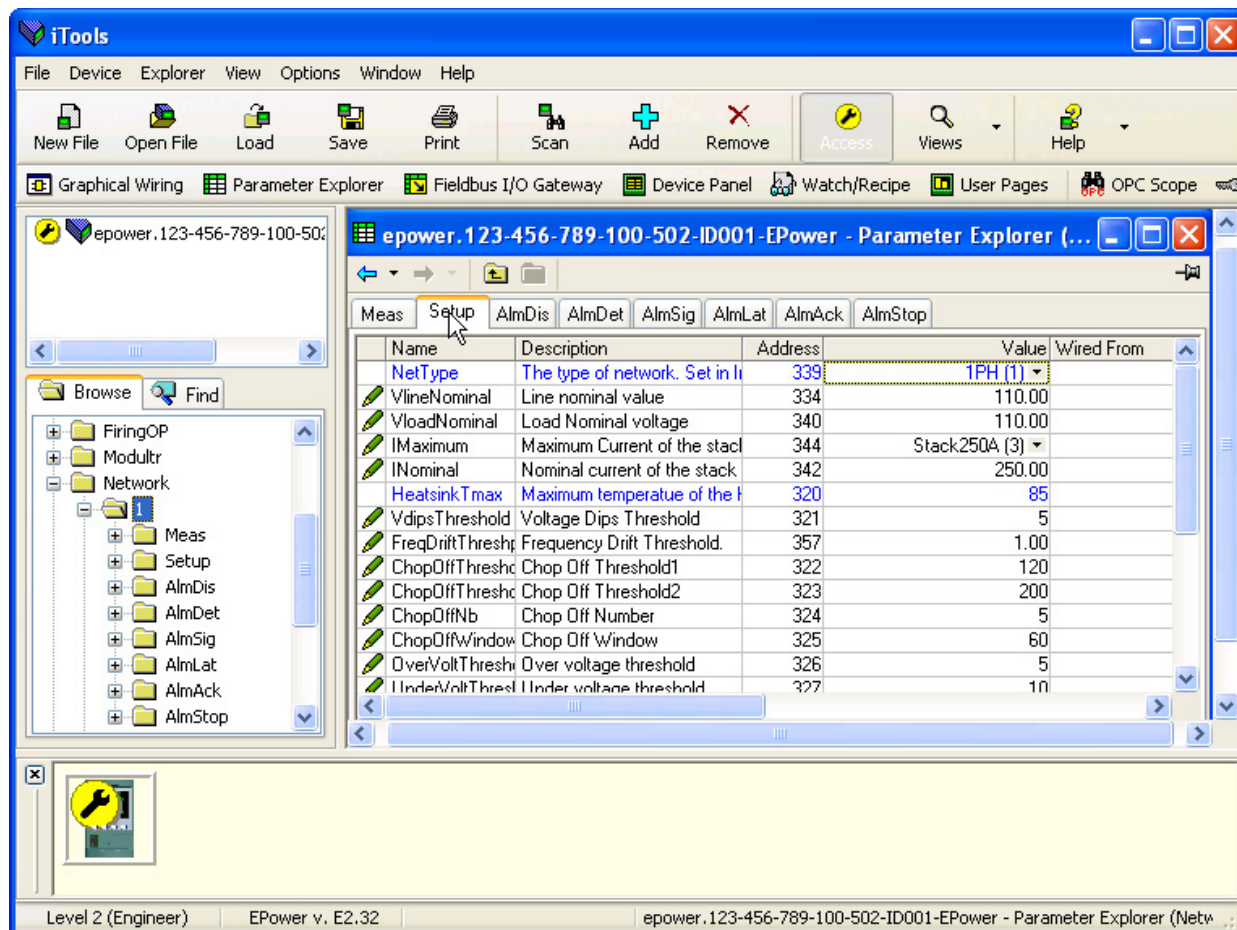 iTools
File Device Explorer View Options Window Help
New File Open File Load Save Print Scan Add Remove Access Views Help
Graphical Wiring Parameter Explorer Fieldbus I/O Gateway Device Panel Watch/Recipe User Pages OPC Scope
epower.123-456-789-100-502
epower.123-456-789-100-502-ID001-EPower - Parameter Explorer (...
Meas Setup AlmDis AlmDet AlmSig AlmLat AlmAck AlmStop
Name Description Address Value Wired From
NetType The type of network. Set in 339 1PH (1)
VlineNominal Line nominal value 334 110.00
VloadNominal Load Nominal voltage 340 110.00
IMaximum Maximum Current of the stack 344 Stack250A (3)
INominal Nominal current of the stack 342 250.00
HeatsinkTmax Maximum temperatue of the 320 85
VdipsThreshold Voltage Dips Threshold 321 5
FreqDriftThresh Frequency Drift Threshold. 357 1.00
ChopOffThresho Chop Off Threshold1 322 120
ChopOffThresho Chop Off Threshold2 323 200
ChopOffNb Chop Off Number 324 5
ChopOffWindow Chop Off Window 325 60
OverVoltThresh Over voltage threshold 326 5
UnderVoltThresl Under voltage threshold 327 10
Browse Find
FiringOP
Modultr
Network
1
Meas
Setup
AlmDis
AlmDet
AlmSig
AlmLat
AlmAck
AlmStop
Level 2 (Engineer) EPower v. E2.32 epower.123-456-789-100-502-ID001-EPower - Parameter Explorer (Netw